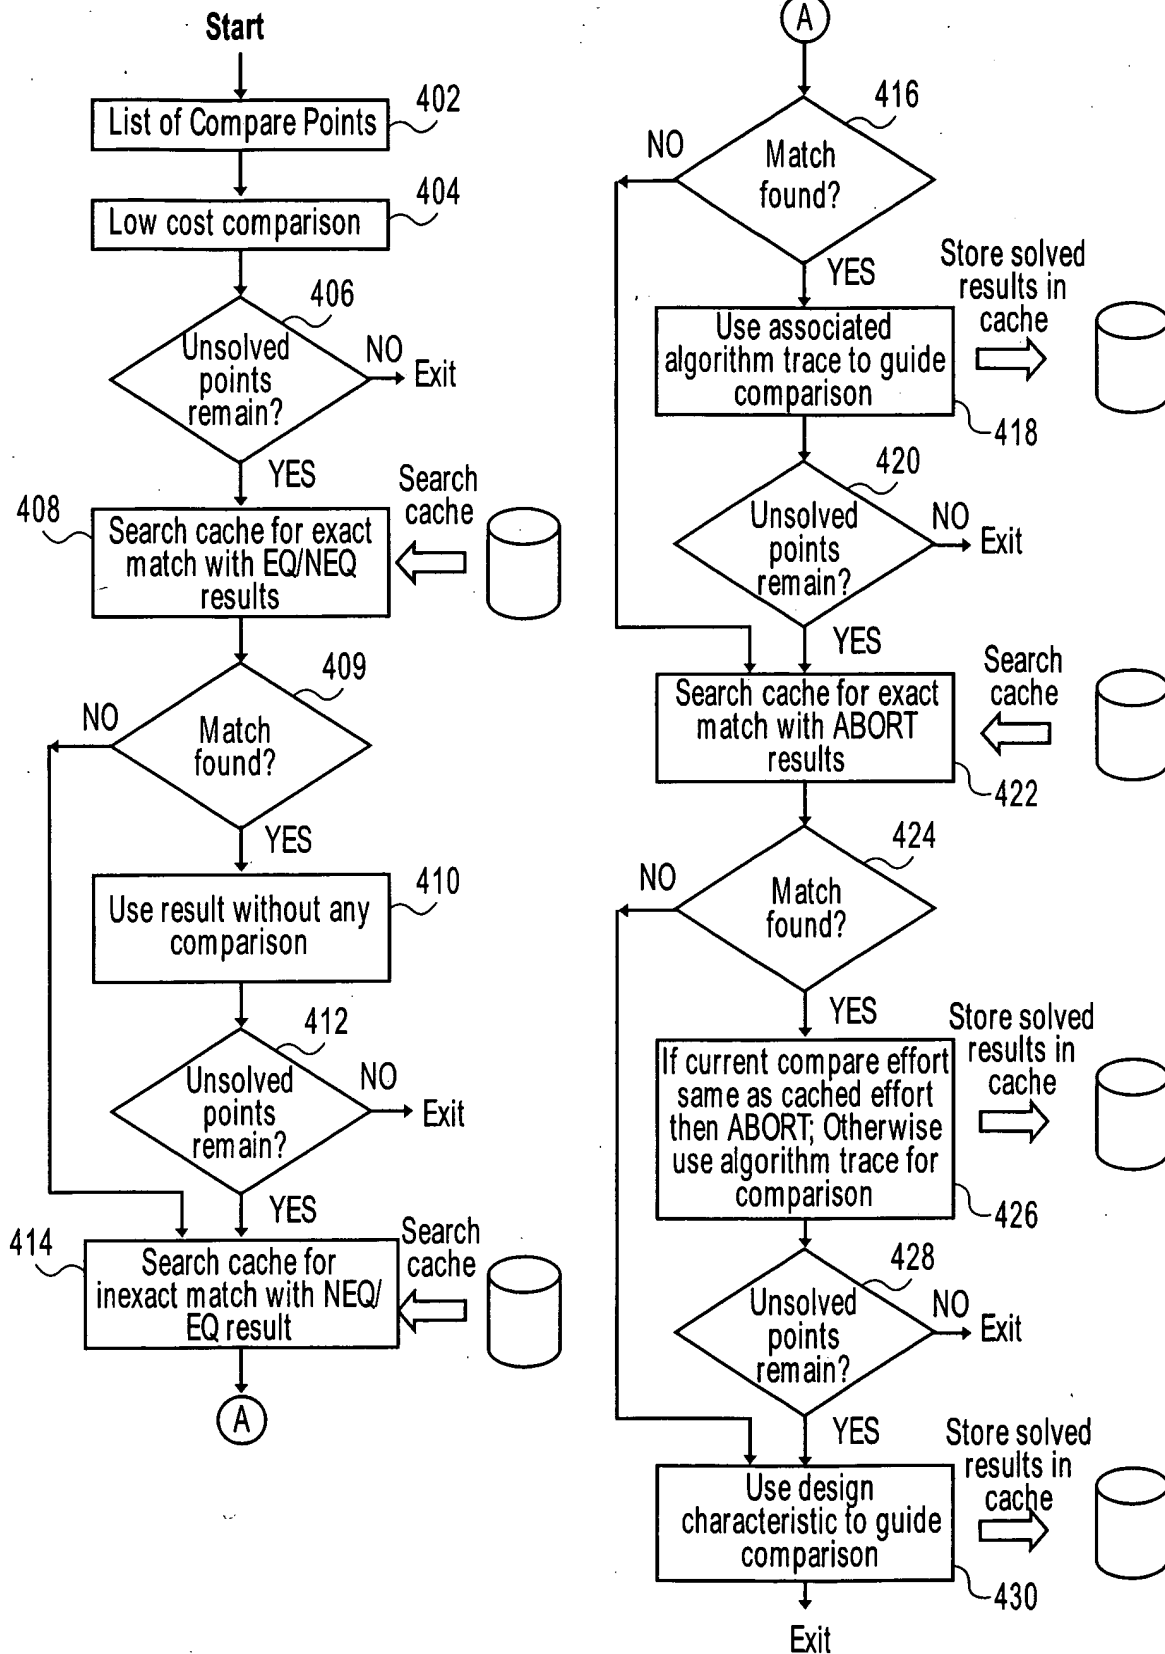 Start
List of Compare Points
402
Low cost comparison
404
406
Unsolved
points
remain?
NO
Exit
YES
408
Search cache for exact
match with EQ/NEQ
results
Search
cache
409
NO
Match
found?
YES
Use result without any
comparison
410
412
Unsolved
points
remain?
NO
Exit
YES
414
Search cache for
inexact match with NEQ/
EQ result
Search
cache
A
A
416
NO
Match
found?
YES
Use associated
algorithm trace to guide
comparison
Store solved
results in
cache
418
420
Unsolved
points
remain?
NO
Exit
YES
Search cache for exact
match with ABORT
results
Search
cache
422
424
NO
Match
found?
YES
If current compare effort
same as cached effort
then ABORT; Otherwise
use algorithm trace for
comparison
Store solved
results in
cache
426
428
Unsolved
points
remain?
NO
Exit
YES
Use design
characteristic to guide
comparison
Store solved
results in
cache
430
Exit